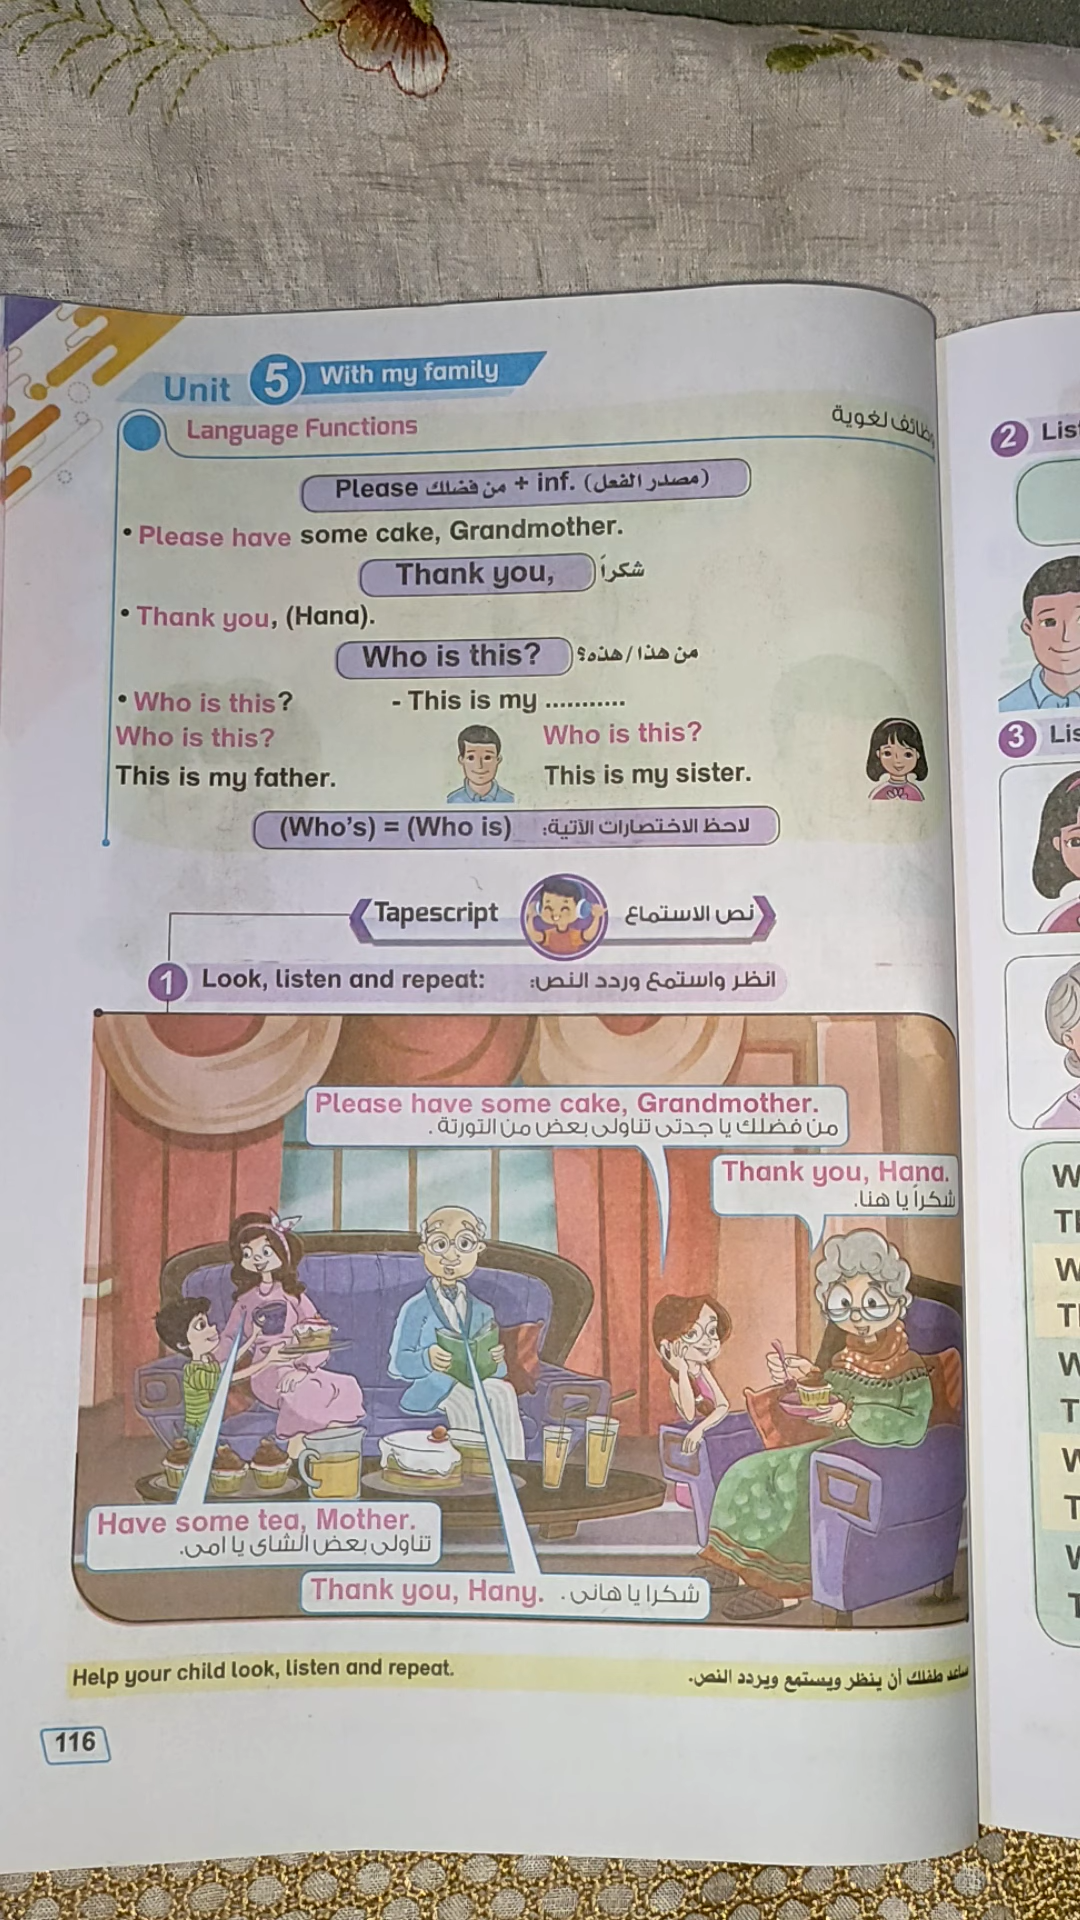 Unit 5 With my family
Language Functions وظائف لغوية
Please من فضلك + inf. (مصدر الفعل)
• Please have some cake, Grandmother.
Thank you, شكراً
• Thank you, (Hana).
Who is this? من هذا / هذه؟
• Who is this? - This is my ...........
Who is this?
This is my father.
Who is this?
This is my sister.
(Who's) = (Who is) لاحظ الاختصارات الآتية:
Tapescript نص الاستماع
1 Look, listen and repeat: انظر واستمع وردد النص:
Please have some cake, Grandmother.
من فضلك يا جدتى تناولى بعض من التورتة .
Thank you, Hana.
شكراً يا هنا.
Have some tea, Mother.
تناولى بعض الشاى يا امى.
Thank you, Hany. شكرا يا هانى .
Help your child look, listen and repeat. ساعد طفلك أن ينظر ويستمع ويردد النص.
116
2
3